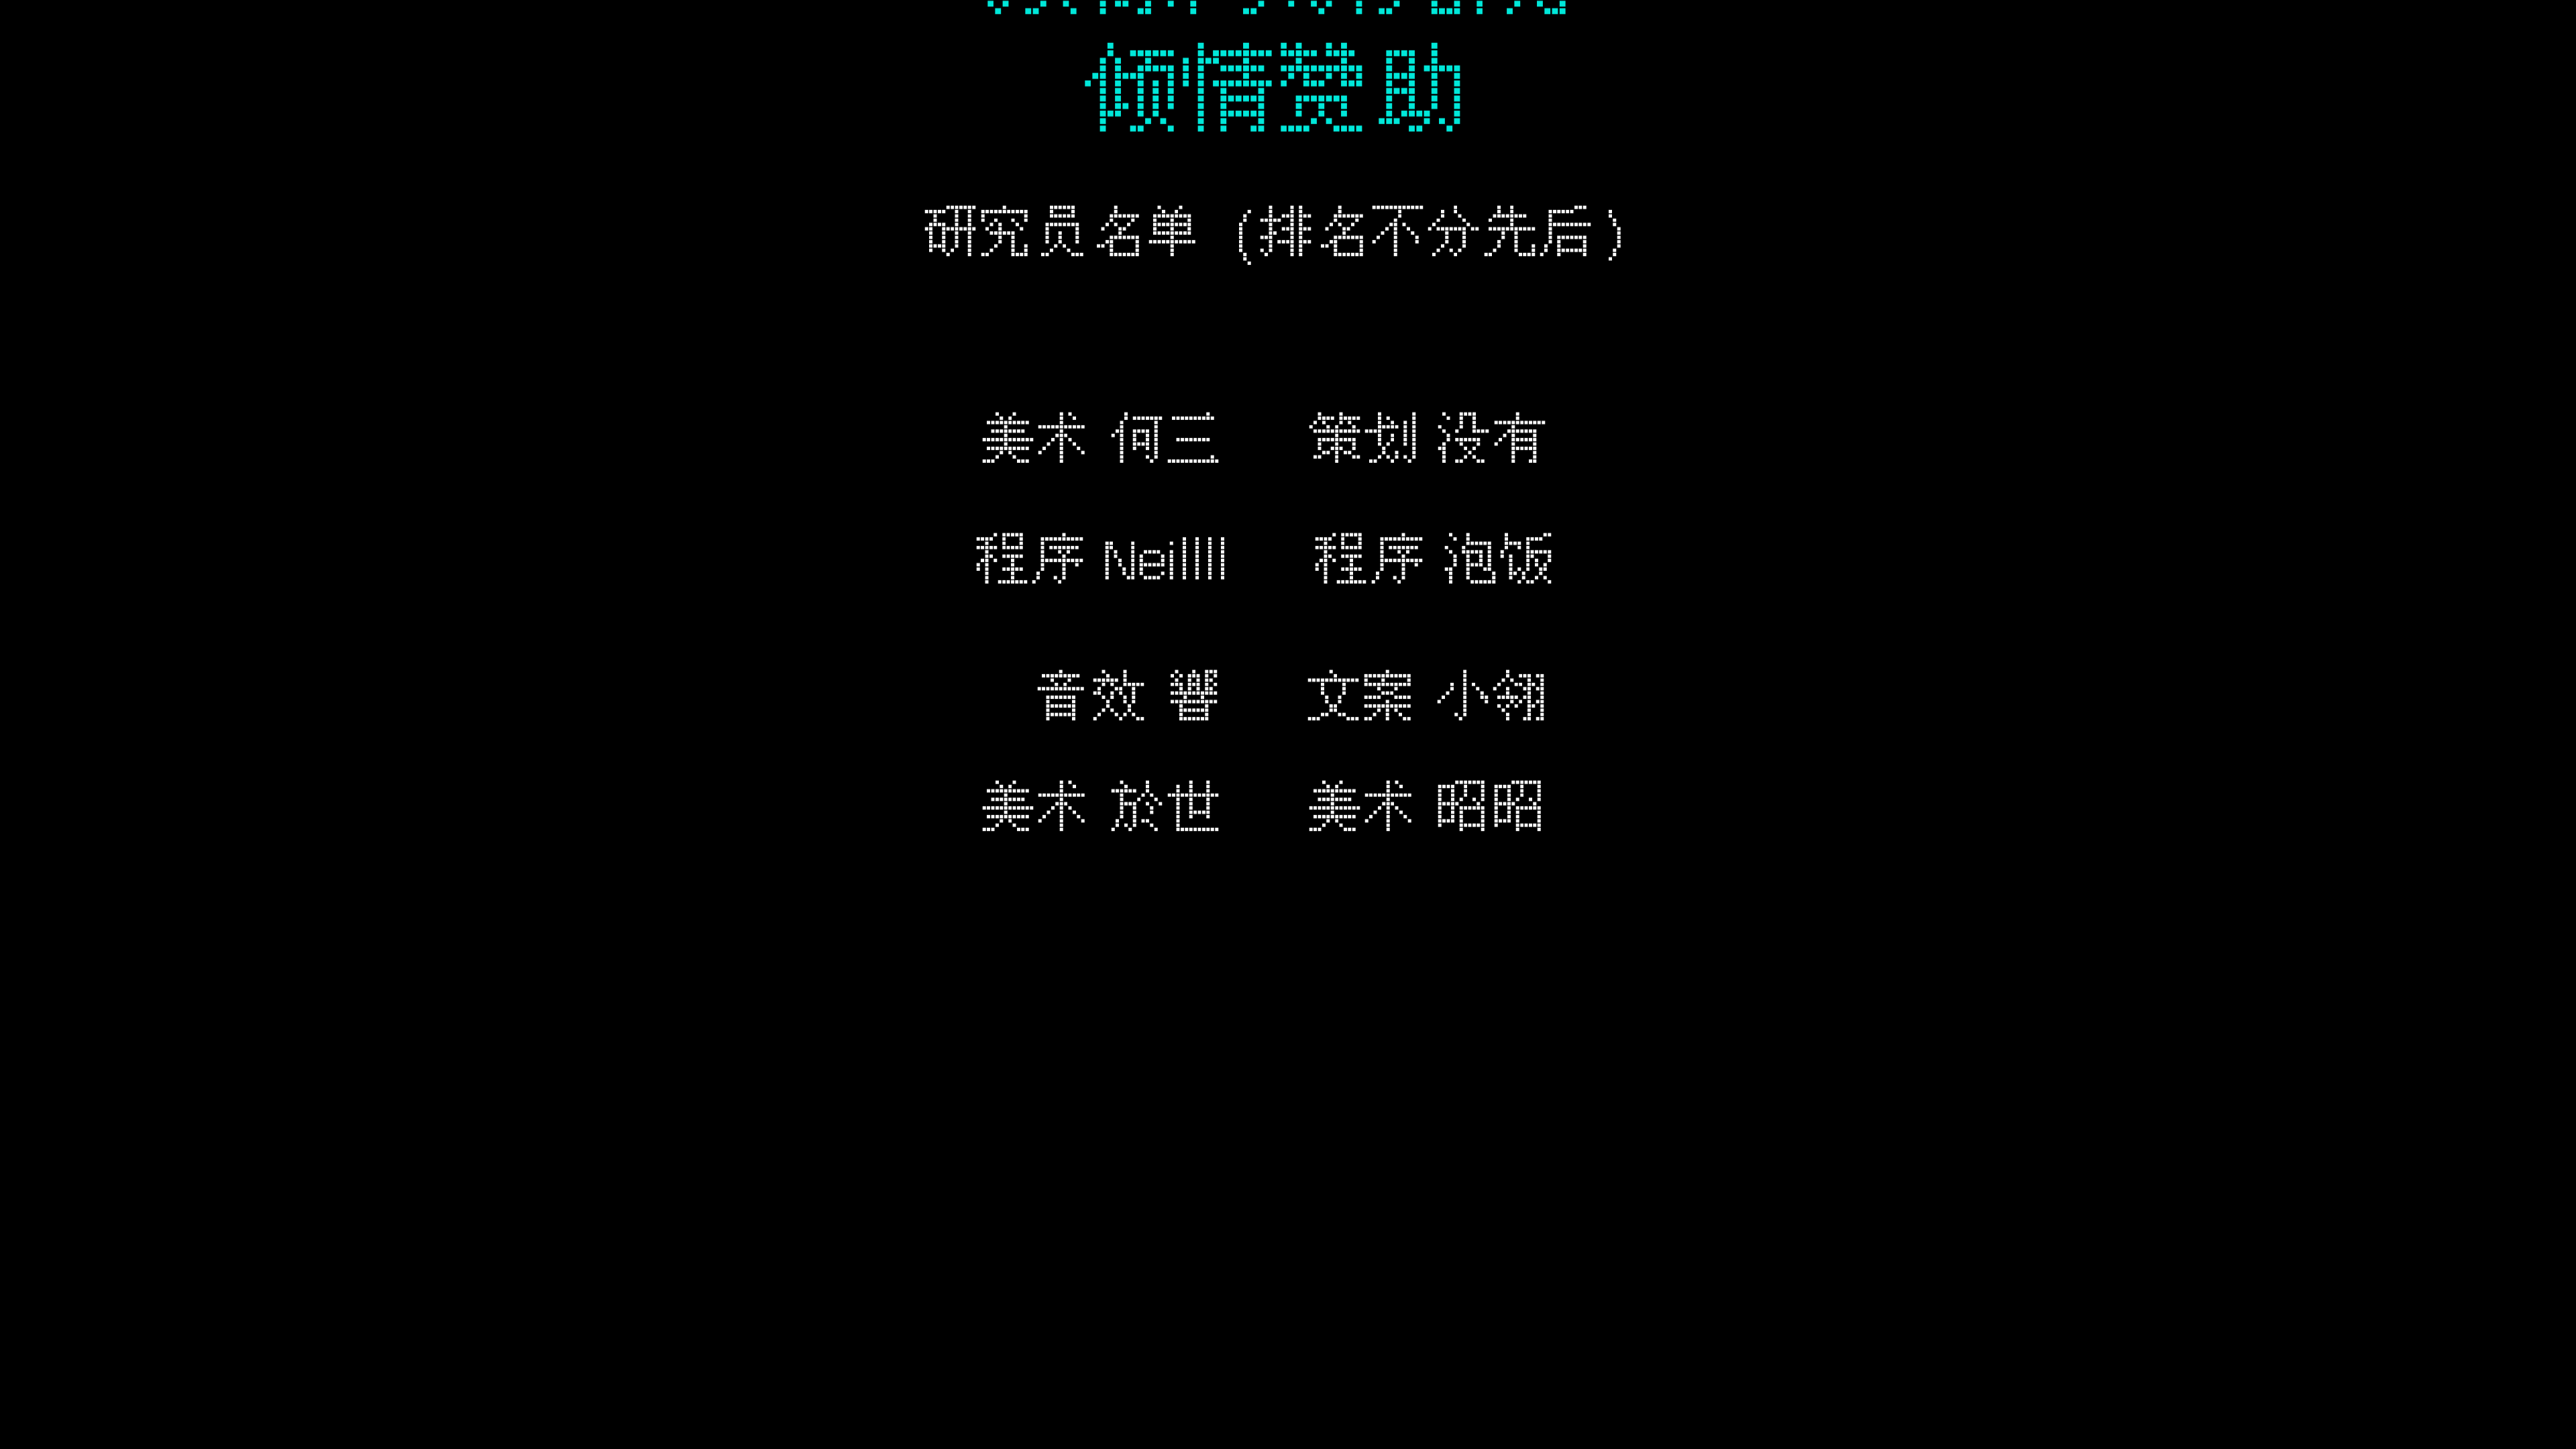 倾情赞助
研究员名单 (排名不分先后)
美术 何三 策划 没有
程序 Neillll 程序 泡饭
音效 響 文案 小翎
美术 於世 美术 昭昭